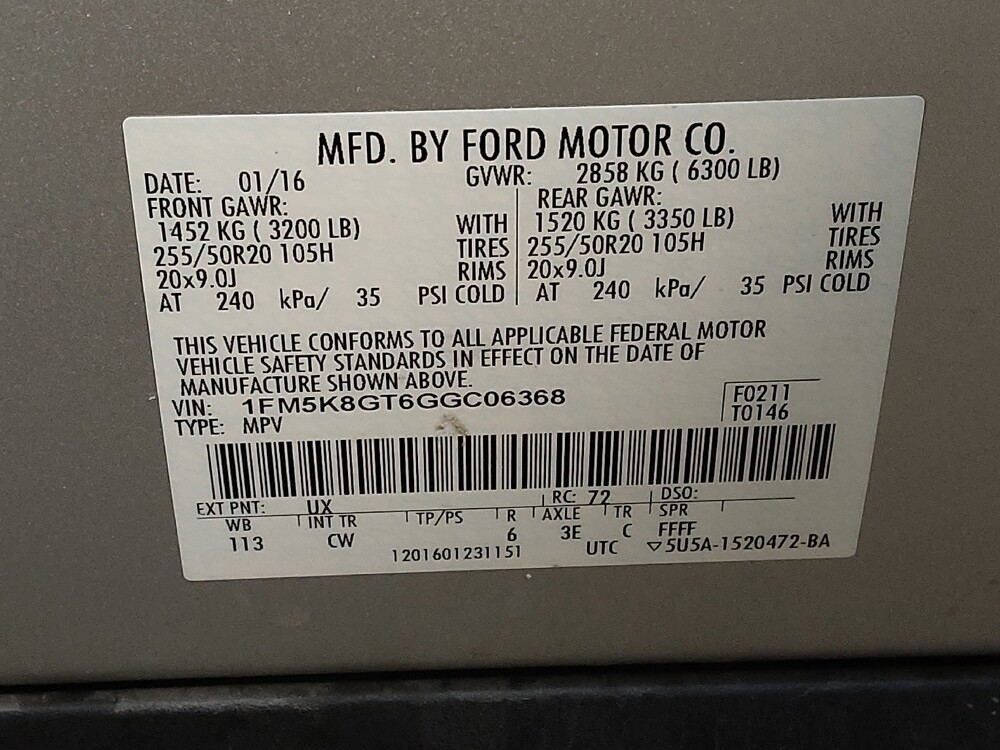 MFD. BY FORD MOTOR CO.
DATE: 01/16 GVWR: 2858 KG ( 6300 LB)
FRONT GAWR: REAR GAWR:
1452 KG ( 3200 LB) WITH 1520 KG ( 3350 LB) WITH
255/50R20 105H TIRES 255/50R20 105H TIRES
20x9.0J RIMS 20x9.0J RIMS
AT 240 kPa/ 35 PSI COLD AT 240 kPa/ 35 PSI COLD
THIS VEHICLE CONFORMS TO ALL APPLICABLE FEDERAL MOTOR
VEHICLE SAFETY STANDARDS IN EFFECT ON THE DATE OF
MANUFACTURE SHOWN ABOVE.
VIN: 1FM5K8GT6GGC06368 F0211
TYPE: MPV T0146
EXT PNT: UX RC: 72 DSO:
WB INT TR TP/PS R AXLE TR SPR
113 CW 6 3E C FFFF
1201601231151 UTC ▽5U5A-1520472-BA